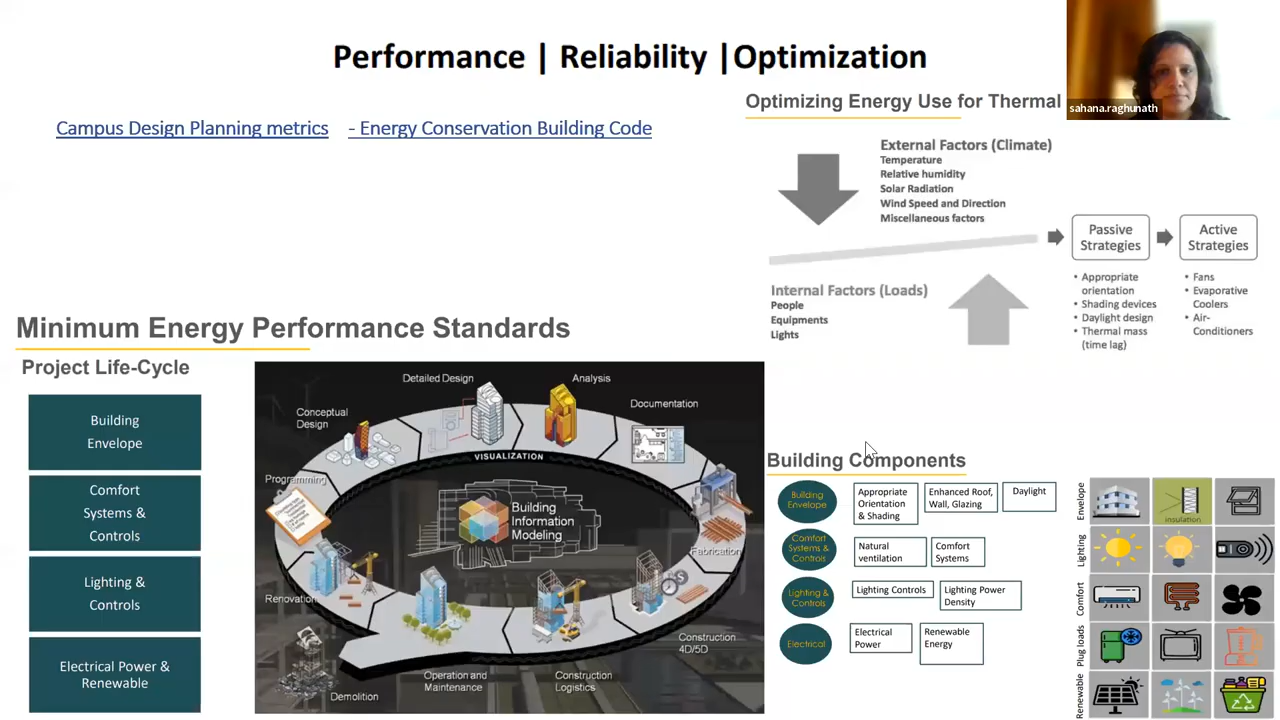 Performance | Reliability |Optimization
sahana.raghunath
Campus Design Planning metrics - Energy Conservation Building Code
Optimizing Energy Use for Thermal
External Factors (Climate)
Temperature
Relative humidity
Solar Radiation
Wind Speed and Direction
Miscellaneous factors
Internal Factors (Loads)
People
Equipments
Lights
Passive
Strategies
• Appropriate
orientation
• Shading devices
• Daylight design
• Thermal mass
(time lag)
Active
Strategies
• Fans
• Evaporative
Coolers
• Air-
Conditioners
Minimum Energy Performance Standards
Project Life-Cycle
Building
Envelope
Comfort
Systems &
Controls
Lighting &
Controls
Electrical Power &
Renewable
Programming
Conceptual
Design
Detailed Design
Analysis
Documentation
VISUALIZATION
Building
Information
Modeling
Fabrication
Construction
4D/5D
Construction
Logistics
Operation and
Maintenance
Demolition
Renovation
Building Components
Building
Envelope
Appropriate
Orientation
& Shading
Enhanced Roof,
Wall, Glazing
Daylight
Comfort
Systems &
Controls
Natural
ventilation
Comfort
Systems
Lighting &
Controls
Lighting Controls
Lighting Power
Density
Electrical
Electrical
Power
Renewable
Energy
Envelope
insulation
Lighting
Comfort
Plug loads
Renewable